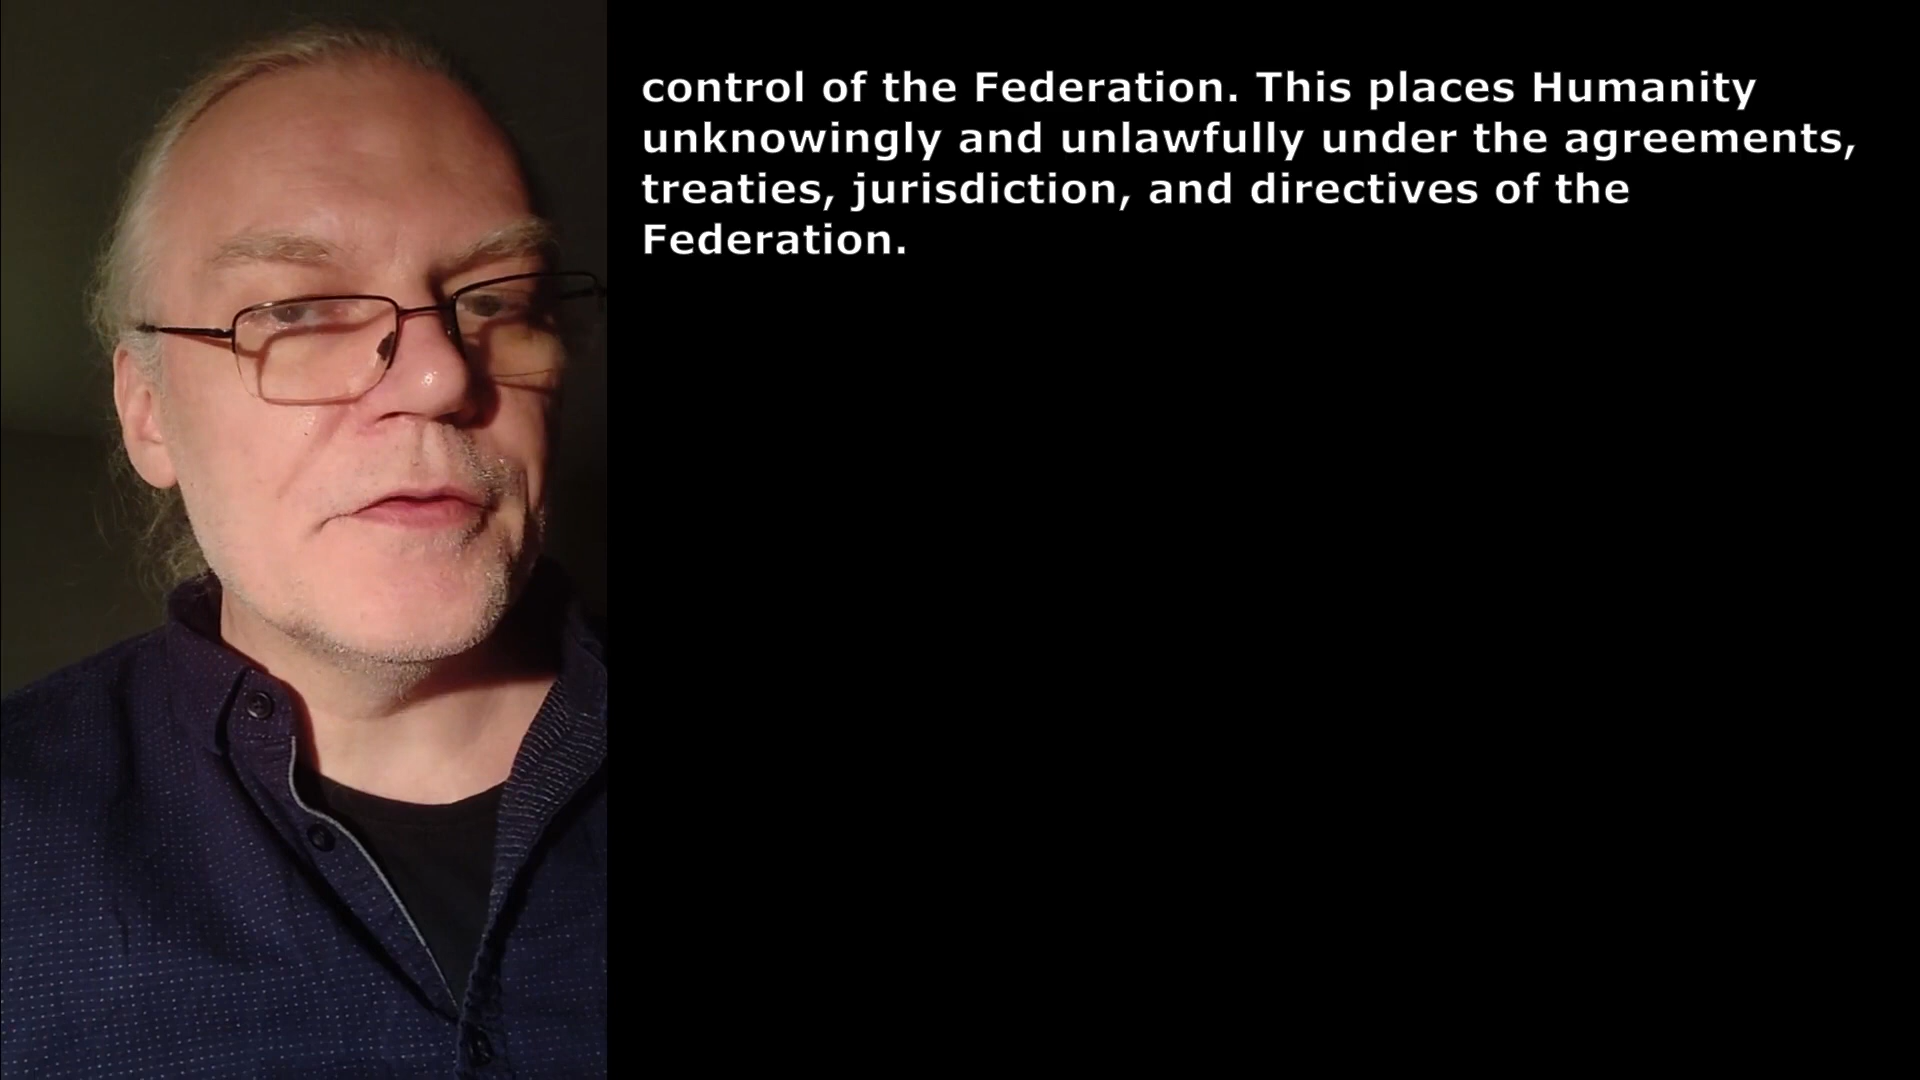 control of the Federation. This places Humanity
unknowingly and unlawfully under the agreements,
treaties, jurisdiction, and directives of the
Federation.